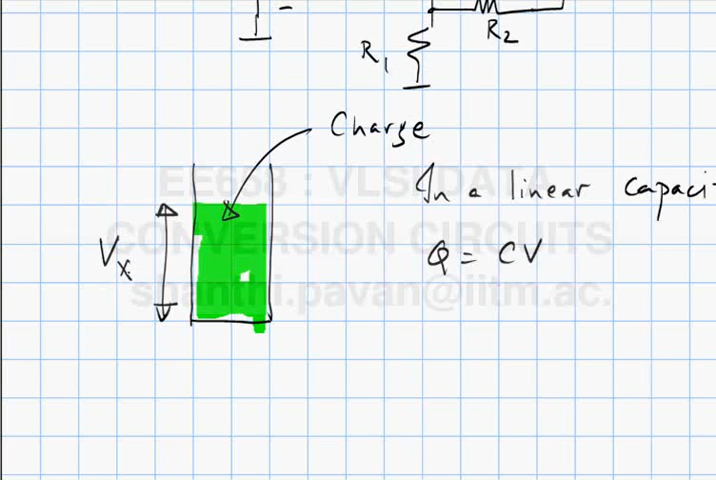 R2
R1
Charge
EE658 : VLSI DATA
In a linear capaci
CONVERSION CIRCUITS
Vx
Q = CV
shanthi.pavan@iitm.ac.